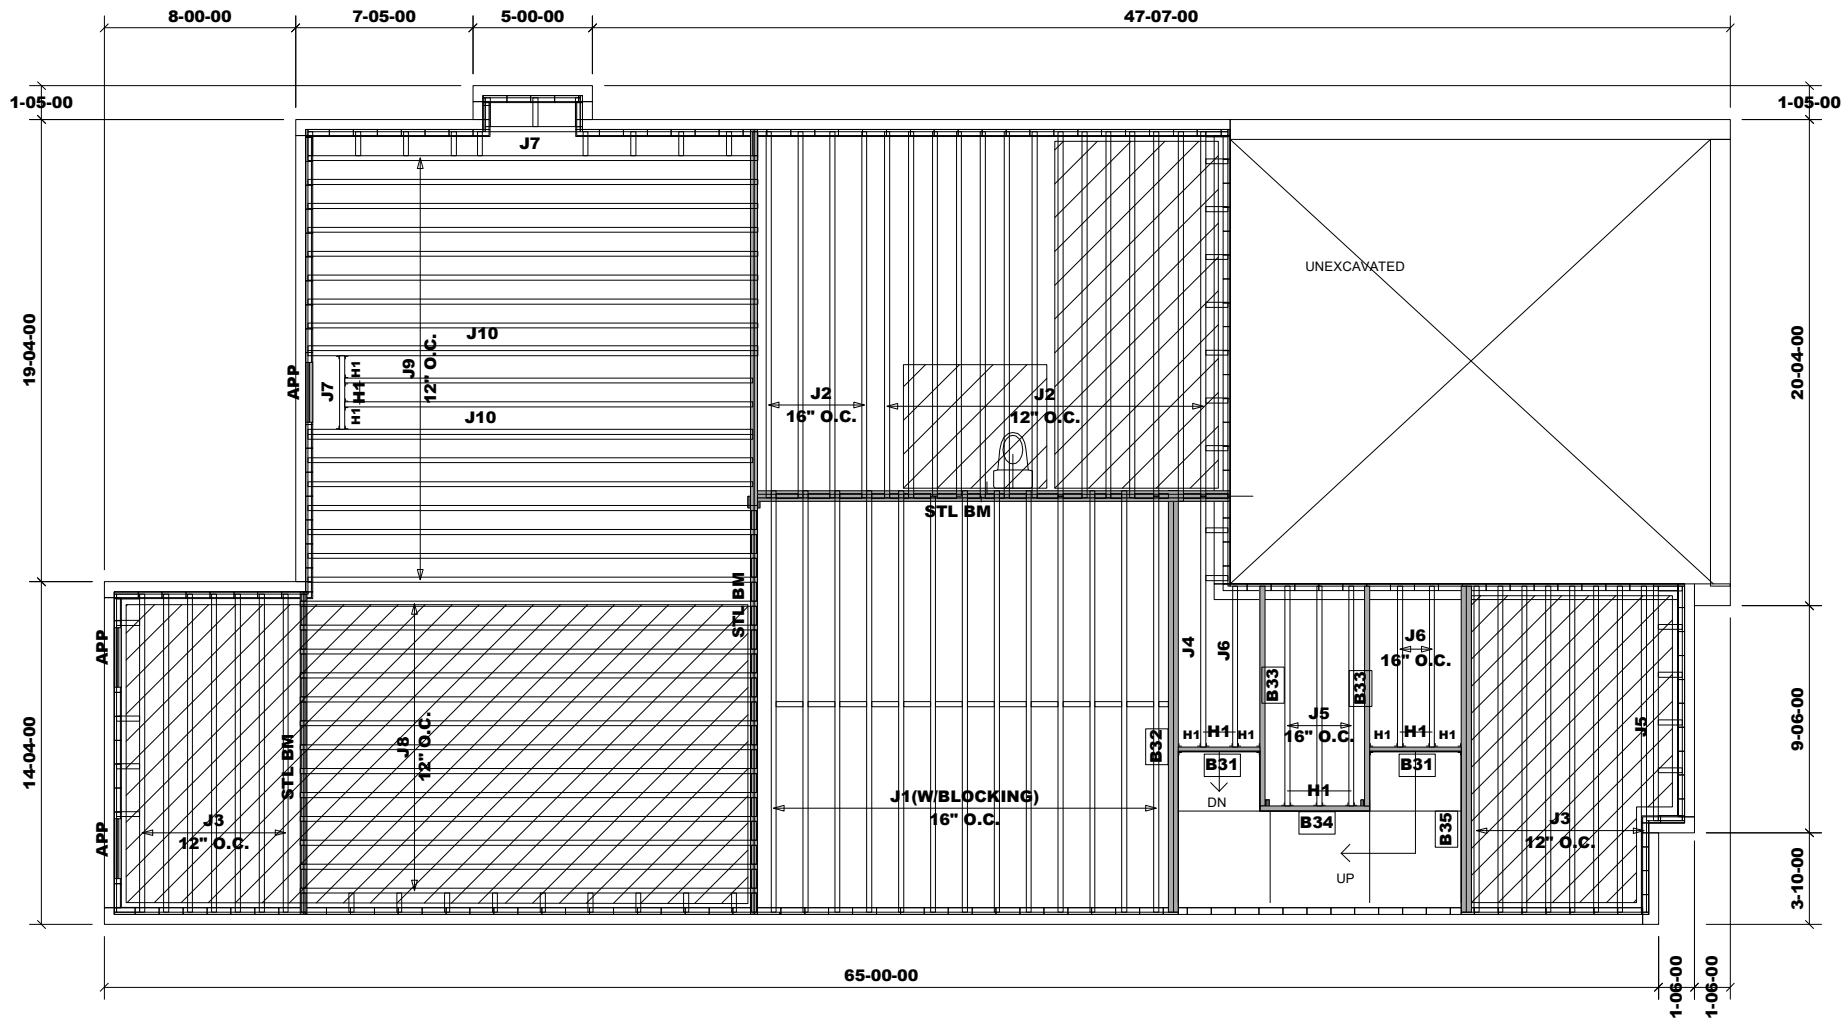 8-00-00
7-05-00
5-00-00
47-07-00
1-05-00
1-05-00
J7
UNEXCAVATED
19-04-00
20-04-00
J10
J9
12" O.C.
APP
J7
H1
H1
H1
J10
J2
16" O.C.
J2
12" O.C.
STL BM
STL BM
J4
J6
J6
16" O.C.
APP
B33
B33
J5
16" O.C.
J5
14-04-00
9-06-00
STL BM
J8
12" O.C.
B32
H1
H1
H1
H1
H1
H1
B31
B31
DN
J1(W/BLOCKING)
16" O.C.
H1
B34
B35
UP
APP
J3
12" O.C.
J3
12" O.C.
3-10-00
65-00-00
1-06-00
1-06-00